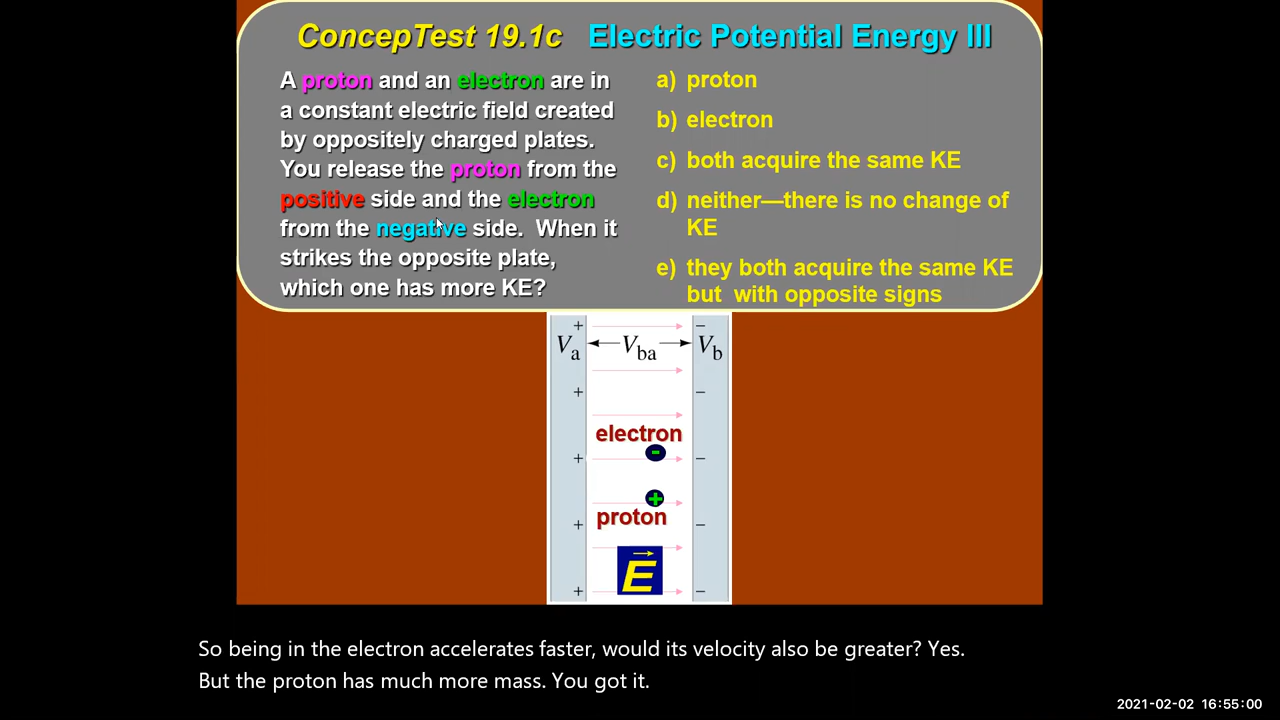 ConcepTest 19.1c Electric Potential Energy III
A proton and an electron are in
a constant electric field created
by oppositely charged plates.
You release the proton from the
positive side and the electron
from the negative side. When it
strikes the opposite plate,
which one has more KE?
a) proton
b) electron
c) both acquire the same KE
d) neither—there is no change of
KE
e) they both acquire the same KE
but with opposite signs
+ −
Va Vba Vb
+ −
electron
-
+ −
+
proton
+ −
E
+ −
So being in the electron accelerates faster, would its velocity also be greater? Yes.
But the proton has much more mass. You got it.
2021-02-02 16:55:00